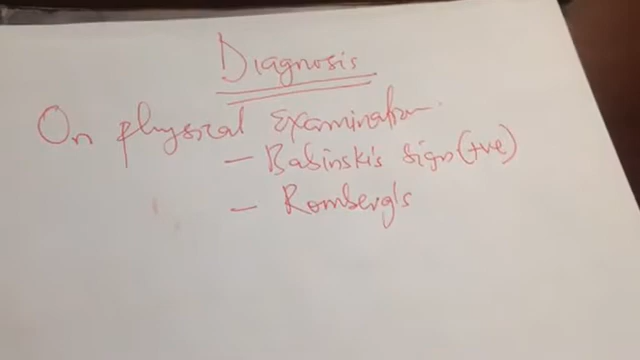 Diagnosis
On physical Examination.
- Babinski's sign (+ve)
- Romberg's